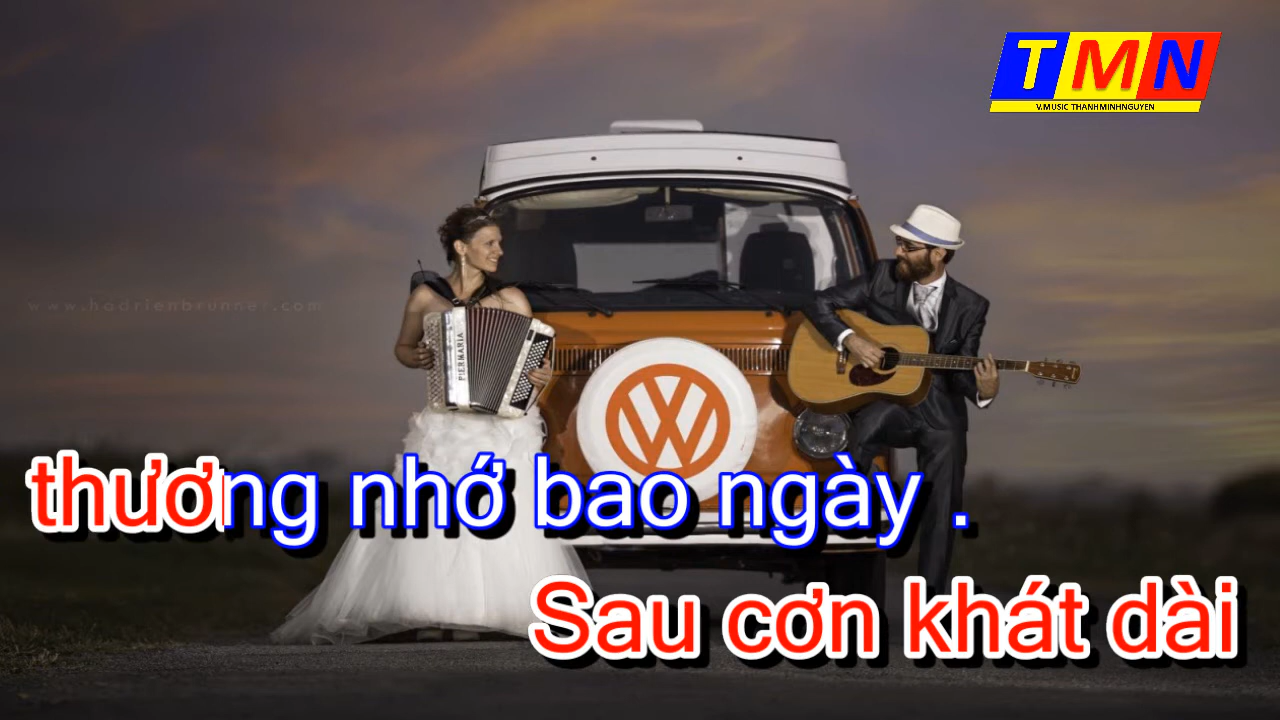 TMN
V.MUSIC THANHMINHNGUYEN
www.hadrienbrunner.com
PIERMARIA
thương nhớ bao ngày .
Sau cơn khát dài